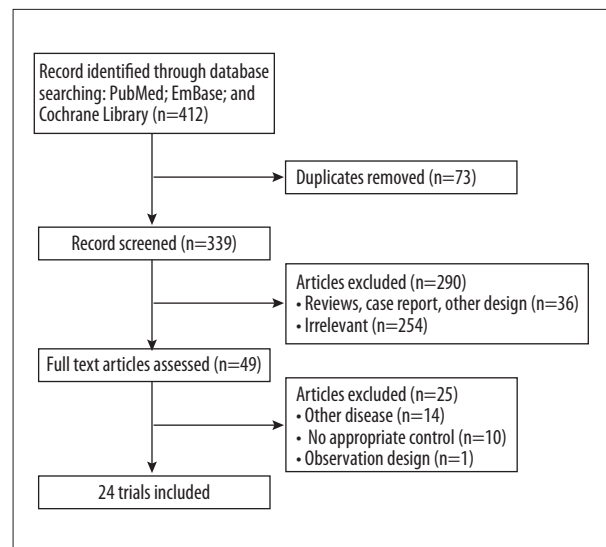 Record identified through database
searching: PubMed; EmBase; and
Cochrane Library (n=412)
Duplicates removed (n=73)
Record screened (n=339)
Articles excluded (n=290)
• Reviews, case report, other design (n=36)
• Irrelevant (n=254)
Full text articles assessed (n=49)
Articles excluded (n=25)
• Other disease (n=14)
• No appropriate control (n=10)
• Observation design (n=1)
24 trials included